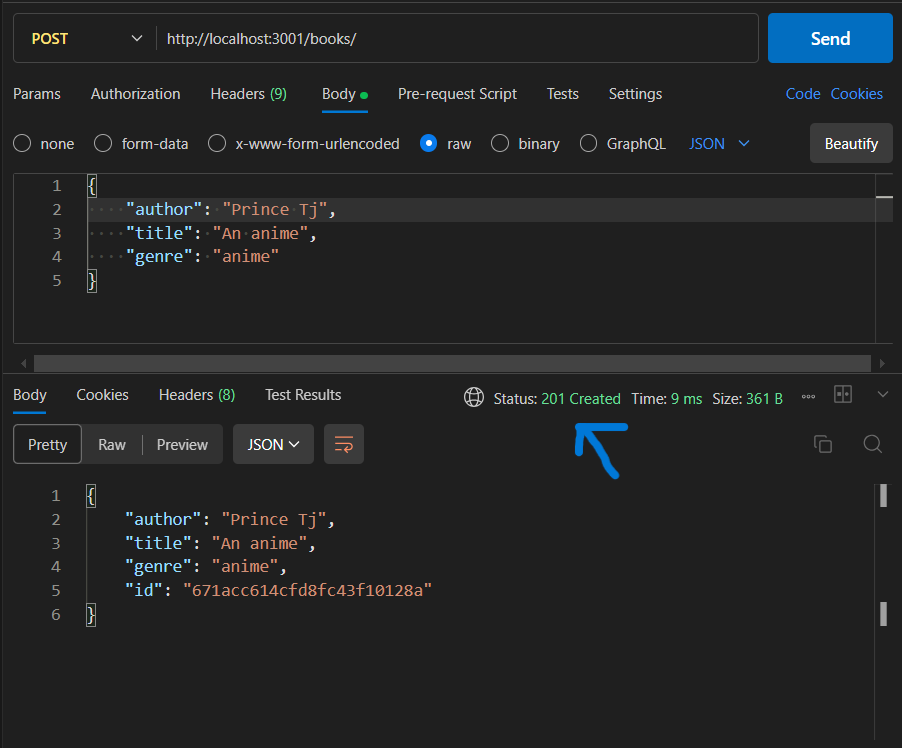 POST http://localhost:3001/books/ Send
Params Authorization Headers (9) Body Pre-request Script Tests Settings Code Cookies
none form-data x-www-form-urlencoded raw binary GraphQL JSON Beautify
1 {
2 "author": "Prince Tj",
3 "title": "An anime",
4 "genre": "anime"
5 }
Body Cookies Headers (8) Test Results Status: 201 Created Time: 9 ms Size: 361 B
Pretty Raw Preview JSON
1 {
2 "author": "Prince Tj",
3 "title": "An anime",
4 "genre": "anime",
5 "id": "671acc614cfd8fc43f10128a"
6 }